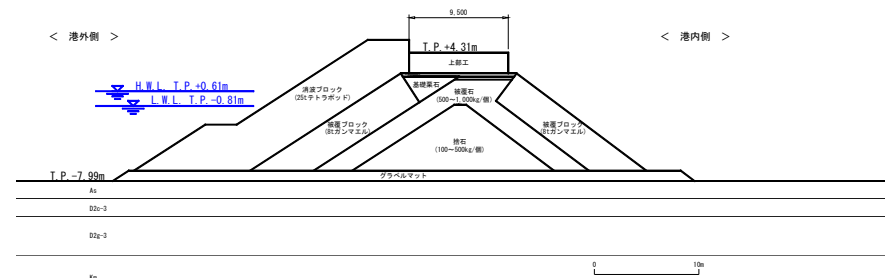 9.500
＜ 港外側 ＞
＜ 港内側 ＞
T.P.+4.31m
上部工
H.W.L. T.P.+0.61m
L.W.L. T.P.-0.81m
消波ブロック
(25tテトラポッド)
基礎栗石
被覆石
(500～1,000kg/個)
被覆ブロック
(8tガンマエル)
被覆ブロック
(8tガンマエル)
捨石
(100～500kg/個)
T.P.-7.99m
グラベルマット
As
D2c-3
D2g-3
0
10m
Km